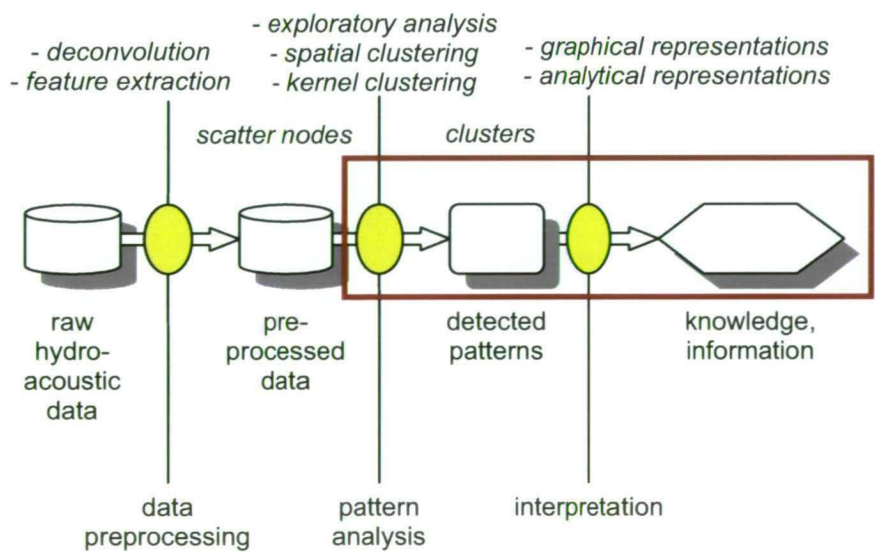 - deconvolution
- feature extraction
- exploratory analysis
- spatial clustering
- kernel clustering
- graphical representations
- analytical representations
scatter nodes
clusters
raw
hydro-
acoustic
data
pre-
processed
data
detected
patterns
knowledge,
information
data
preprocessing
pattern
analysis
interpretation